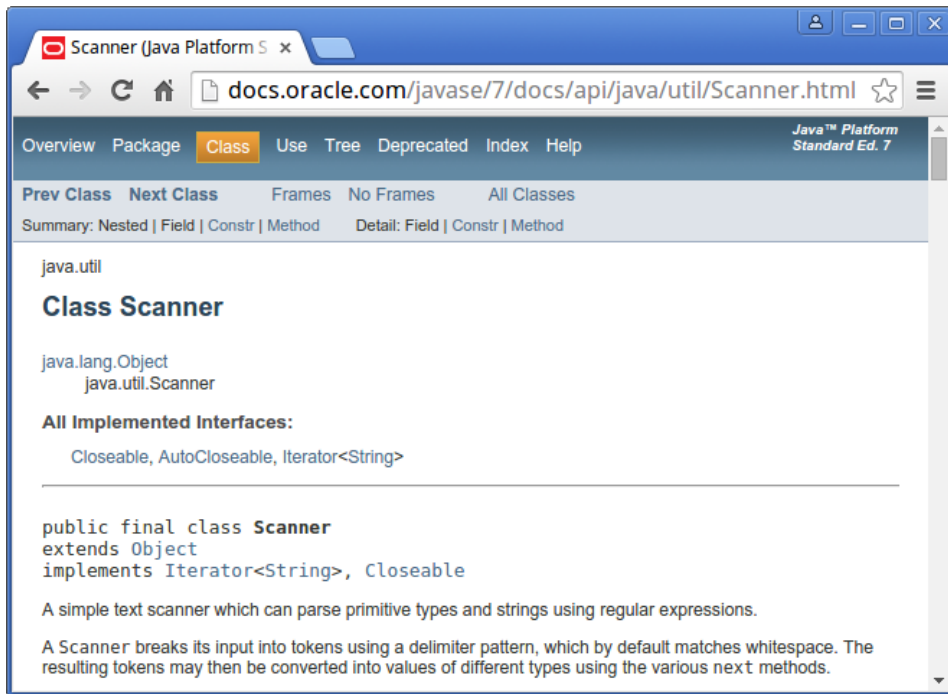 Scanner (Java Platform S
docs.oracle.com/javase/7/docs/api/java/util/Scanner.html
Overview Package Class Use Tree Deprecated Index Help
Java™ Platform
Standard Ed. 7
Prev Class Next Class Frames No Frames All Classes
Summary: Nested | Field | Constr | Method Detail: Field | Constr | Method
java.util
Class Scanner
java.lang.Object
java.util.Scanner
All Implemented Interfaces:
Closeable, AutoCloseable, Iterator<String>
public final class Scanner
extends Object
implements Iterator<String>, Closeable
A simple text scanner which can parse primitive types and strings using regular expressions.
A Scanner breaks its input into tokens using a delimiter pattern, which by default matches whitespace. The
resulting tokens may then be converted into values of different types using the various next methods.